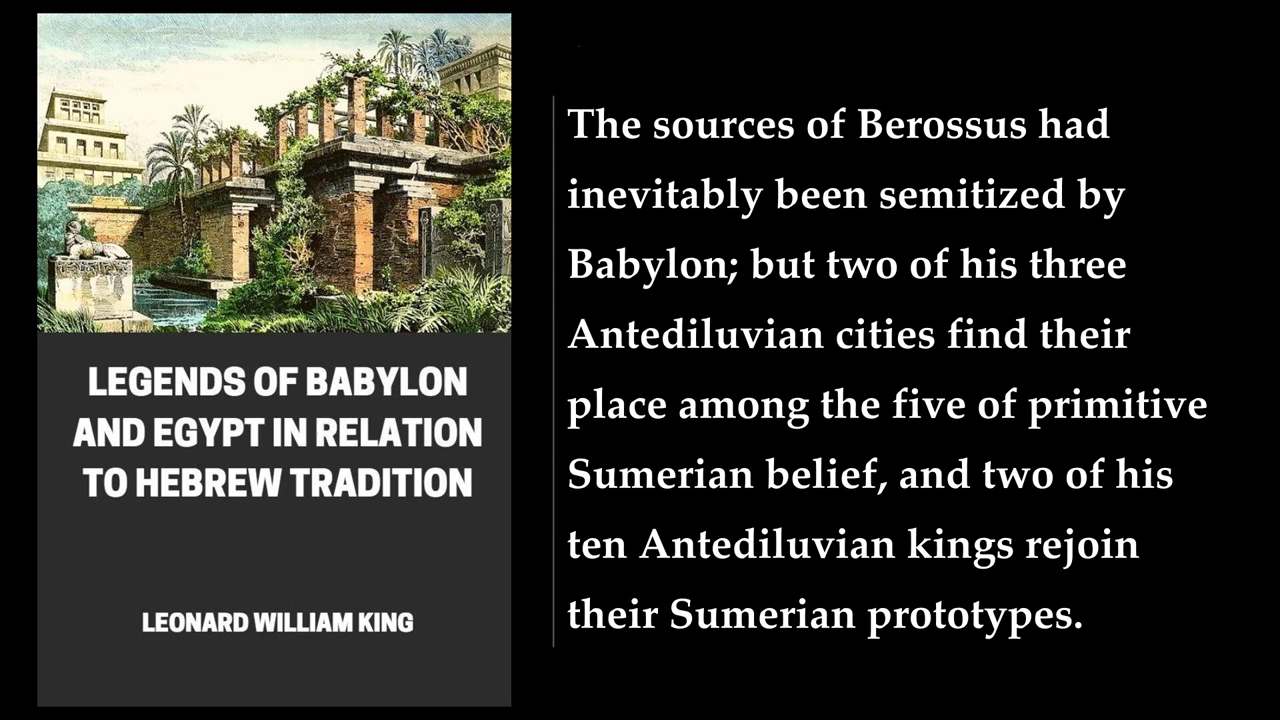 LEGENDS OF BABYLON
AND EGYPT IN RELATION
TO HEBREW TRADITION
LEONARD WILLIAM KING
The sources of Berossus had
inevitably been semitized by
Babylon; but two of his three
Antediluvian cities find their
place among the five of primitive
Sumerian belief, and two of his
ten Antediluvian kings rejoin
their Sumerian prototypes.